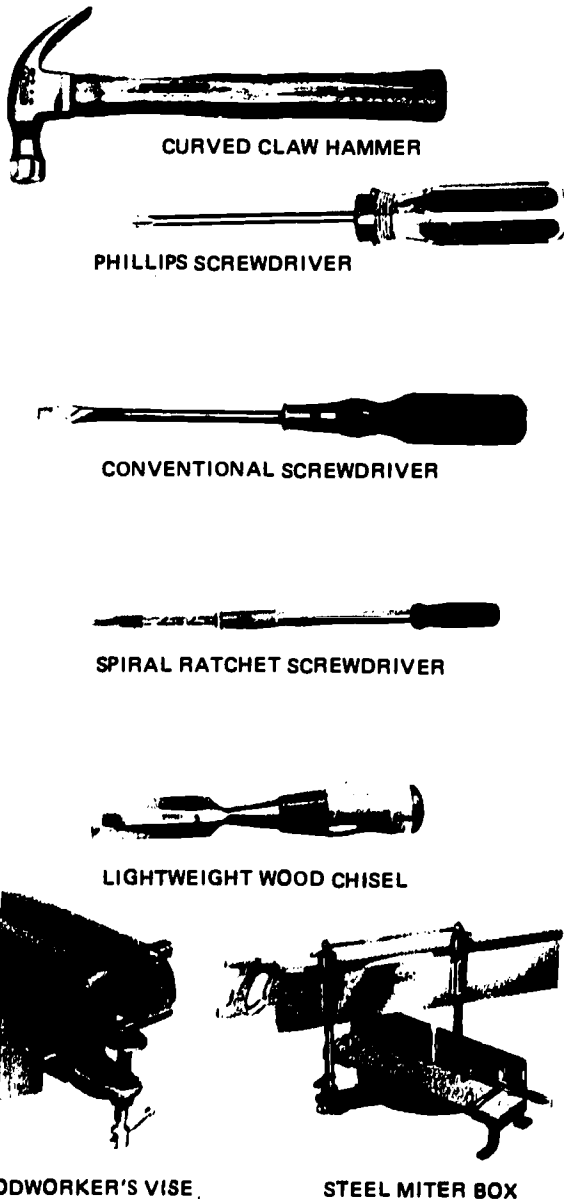 CURVED CLAW HAMMER
PHILLIPS SCREWDRIVER
CONVENTIONAL SCREWDRIVER
SPIRAL RATCHET SCREWDRIVER
LIGHTWEIGHT WOOD CHISEL
ODWORKER'S VISE
STEEL MITER BOX